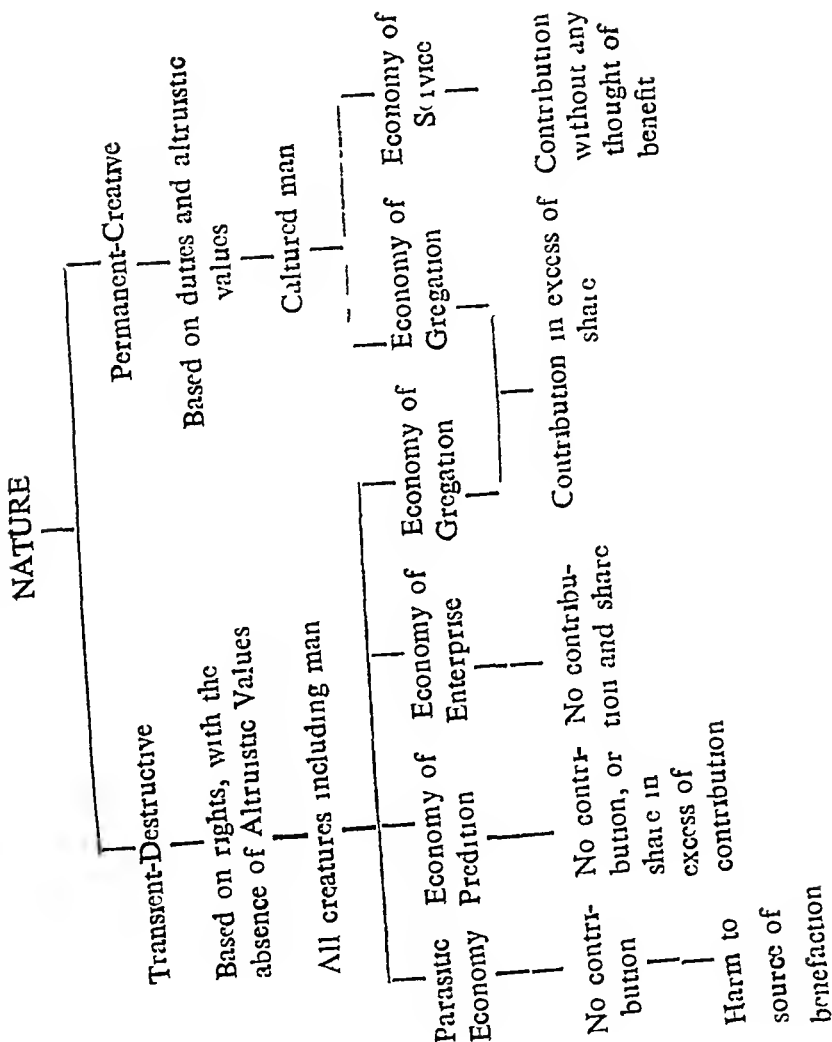 NATURE
Transient-Destructive
Based on rights, with the
absence of Altruistic Values
All creatures including man
Parasitic
Economy
No contri-
bution
Harm to
source of
benefaction
Economy of
Predition
No contri-
bution, or
share in
excess of
contribution
Economy of
Enterprise
No contribu-
tion and share
Economy of
Gregation
Permanent-Creative
Based on duties and altruistic
values
Caltured man
Economy of
Gregation
Contribution in excess of
share
Economy of
Service
Contribution
without any
thought of
benefit